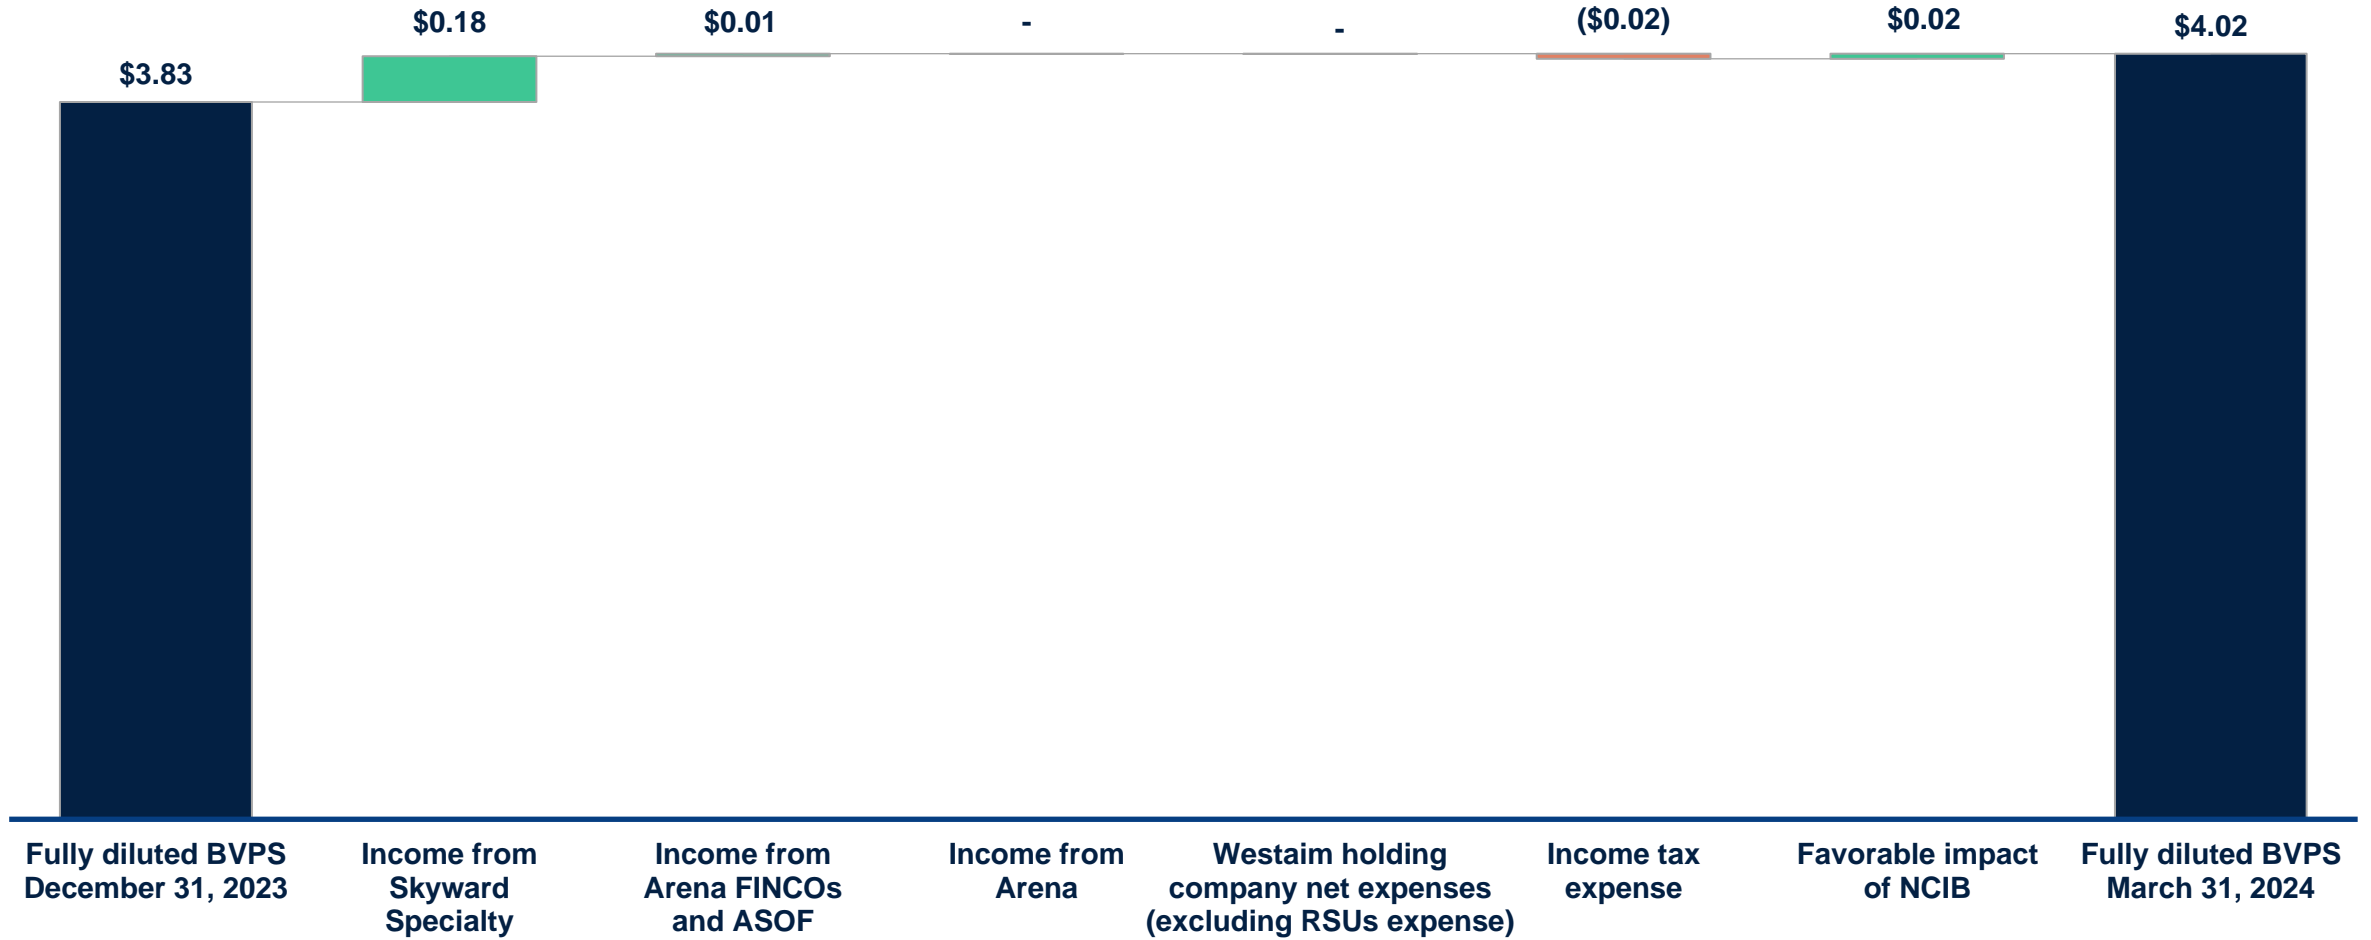 $3.83
$0.18
$0.01
-
-
($0.02)
$0.02
$4.02
Fully diluted BVPS
December 31, 2023
Income from
Skyward
Specialty
Income from
Arena FINCOs
and ASOF
Income from
Arena
Westaim holding
company net expenses
(excluding RSUs expense)
Income tax
expense
Favorable impact
of NCIB
Fully diluted BVPS
March 31, 2024